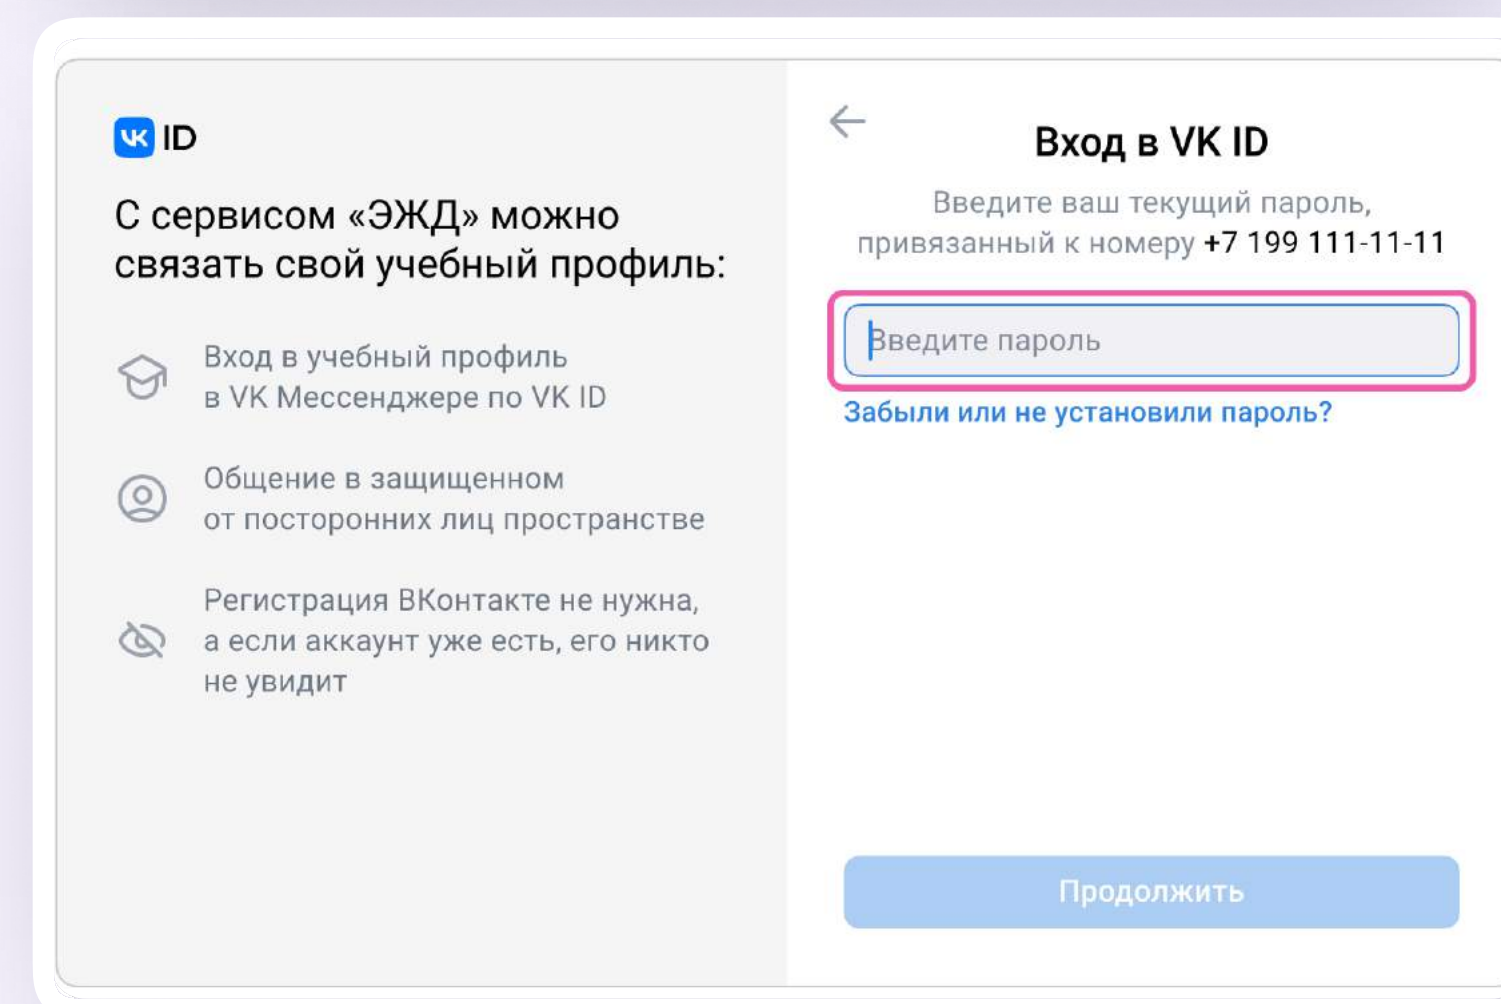 VK ID
С сервисом «ЭЖД» можно
связать свой учебный профиль:
Вход в учебный профиль
в VK Мессенджере по VK ID
Общение в защищенном
от посторонних лиц пространстве
Регистрация ВКонтакте не нужна,
а если аккаунт уже есть, его никто
не увидит
Вход в VK ID
Введите ваш текущий пароль,
привязанный к номеру +7 199 111-11-11
Введите пароль
Забыли или не установили пароль?
Продолжить